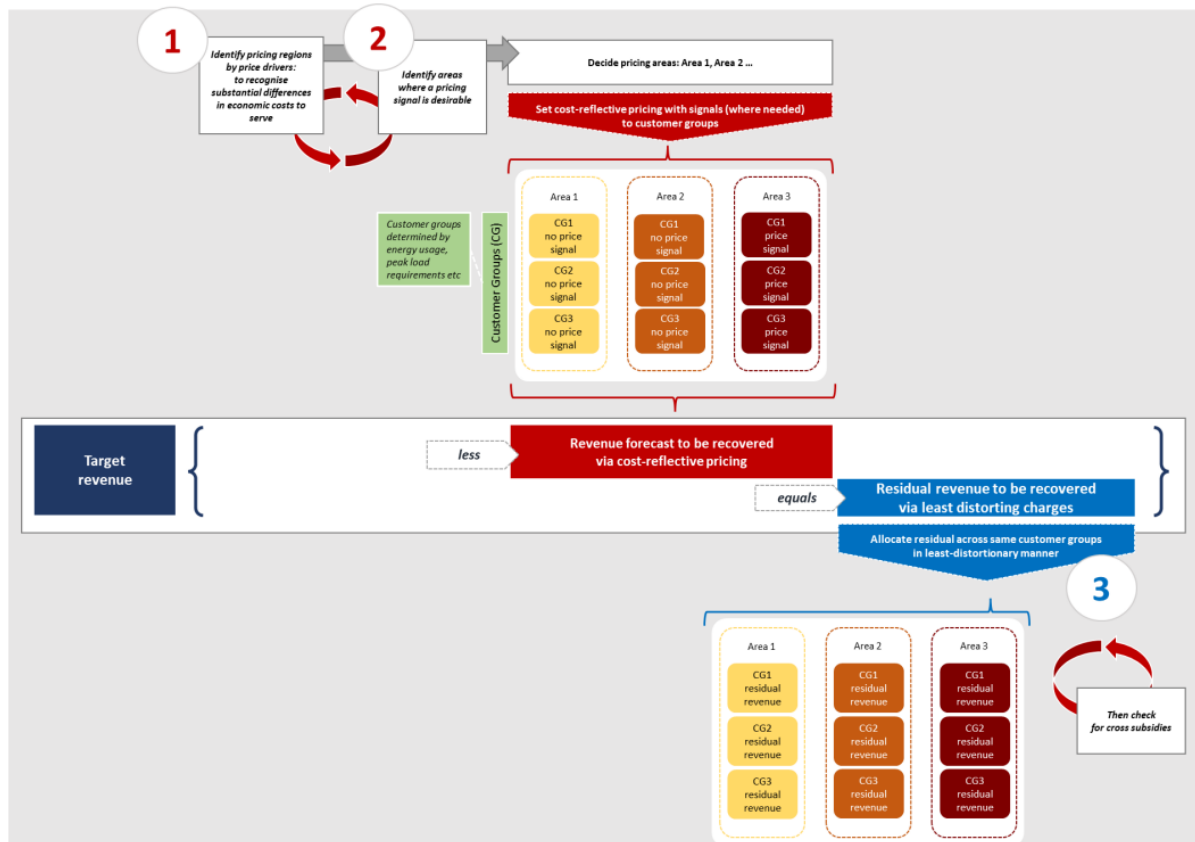 1
Identify pricing regions
by price drivers:
to recognise
substantial differences
in economic costs to
serve
2
Identify areas
where a pricing
signal is desirable
Decide pricing areas: Area 1, Area 2 ...
Set cost-reflective pricing with signals (where needed)
to customer groups
Customer groups
determined by
energy usage,
peak load
requirements etc
Customer Groups (CG)
Area 1
CG1
no price
signal
CG2
no price
signal
CG3
no price
signal
Area 2
CG1
no price
signal
CG2
no price
signal
CG3
no price
signal
Area 3
CG1
price
signal
CG2
price
signal
CG3
price
signal
Target
revenue
less
Revenue forecast to be recovered
via cost-reflective pricing
equals
Residual revenue to be recovered
via least distorting charges
Allocate residual across same customer groups
in least-distortionary manner
3
Area 1
CG1
residual
revenue
CG2
residual
revenue
CG3
residual
revenue
Area 2
CG1
residual
revenue
CG2
residual
revenue
CG3
residual
revenue
Area 3
CG1
residual
revenue
CG2
residual
revenue
CG3
residual
revenue
Then check
for cross subsidies